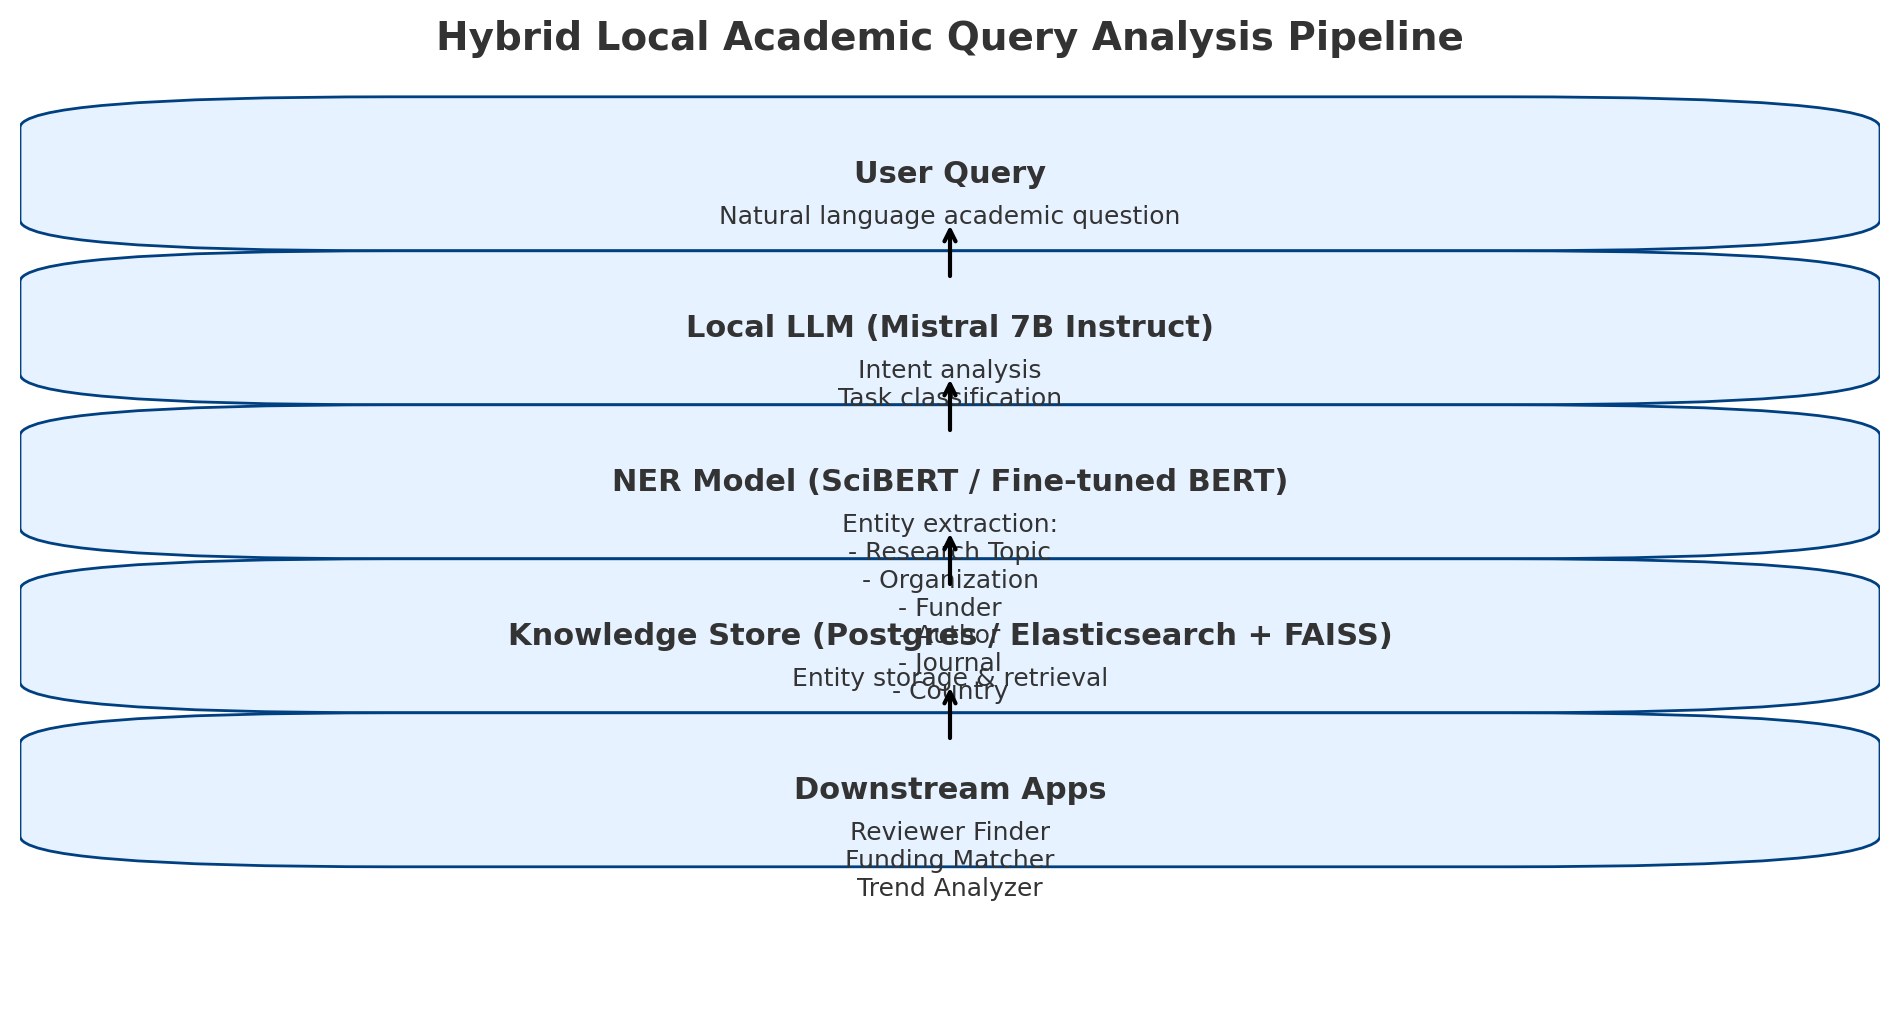 Hybrid Local Academic Query Analysis Pipeline
User Query
Natural language academic question
Local LLM (Mistral 7B Instruct)
Intent analysis
Task classification
NER Model (SciBERT / Fine-tuned BERT)
Entity extraction:
- Research Topic
- Organization
- Funder
- Author
- Journal
- Country
Knowledge Store (Postgres / Elasticsearch + FAISS)
Entity storage & retrieval
Downstream Apps
Reviewer Finder
Funding Matcher
Trend Analyzer